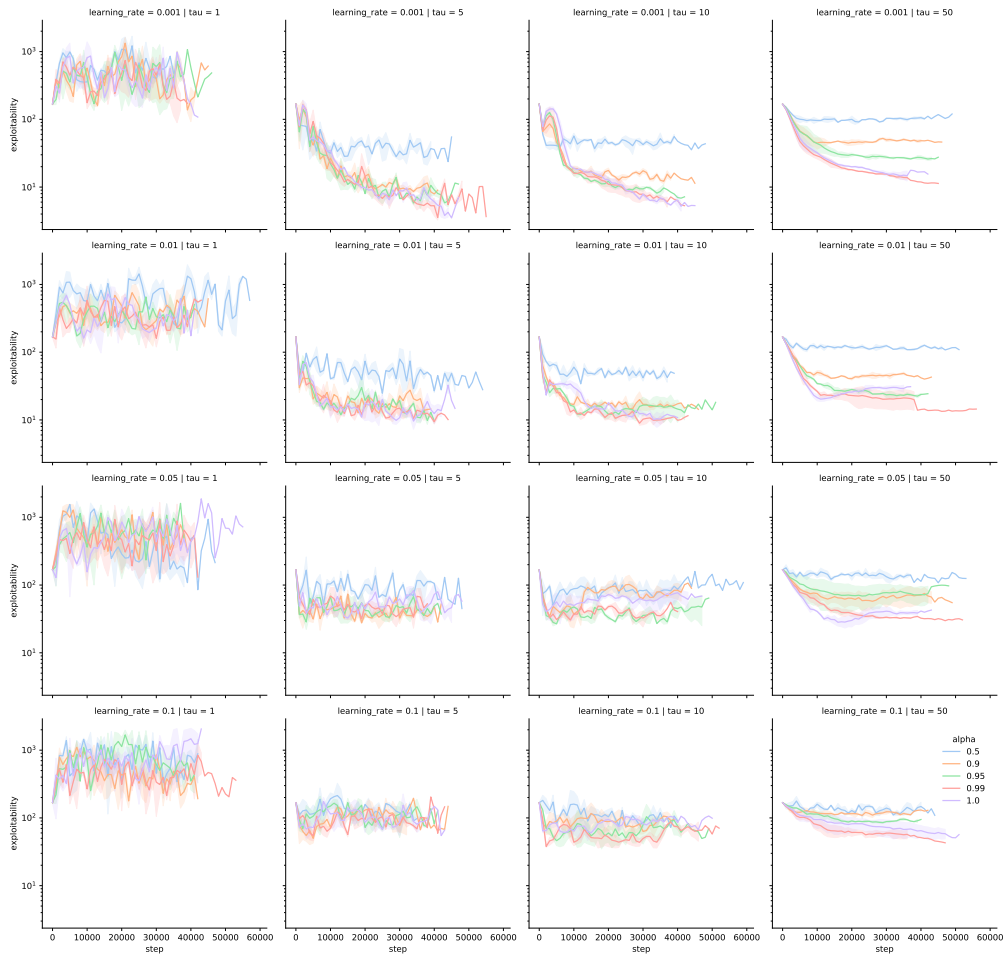 learning_rate = 0.001 | tau = 1
learning_rate = 0.001 | tau = 5
learning_rate = 0.001 | tau = 10
learning_rate = 0.001 | tau = 50
10³
10²
10¹
exploitability
learning_rate = 0.01 | tau = 1
learning_rate = 0.01 | tau = 5
learning_rate = 0.01 | tau = 10
learning_rate = 0.01 | tau = 50
10³
10²
10¹
exploitability
learning_rate = 0.05 | tau = 1
learning_rate = 0.05 | tau = 5
learning_rate = 0.05 | tau = 10
learning_rate = 0.05 | tau = 50
10³
10²
10¹
exploitability
learning_rate = 0.1 | tau = 1
learning_rate = 0.1 | tau = 5
learning_rate = 0.1 | tau = 10
learning_rate = 0.1 | tau = 50
10³
10²
10¹
exploitability
alpha
0.5
0.9
0.95
0.99
1.0
0 10000 20000 30000 40000 50000 60000
step
0 10000 20000 30000 40000 50000 60000
step
0 10000 20000 30000 40000 50000 60000
step
0 10000 20000 30000 40000 50000 60000
step